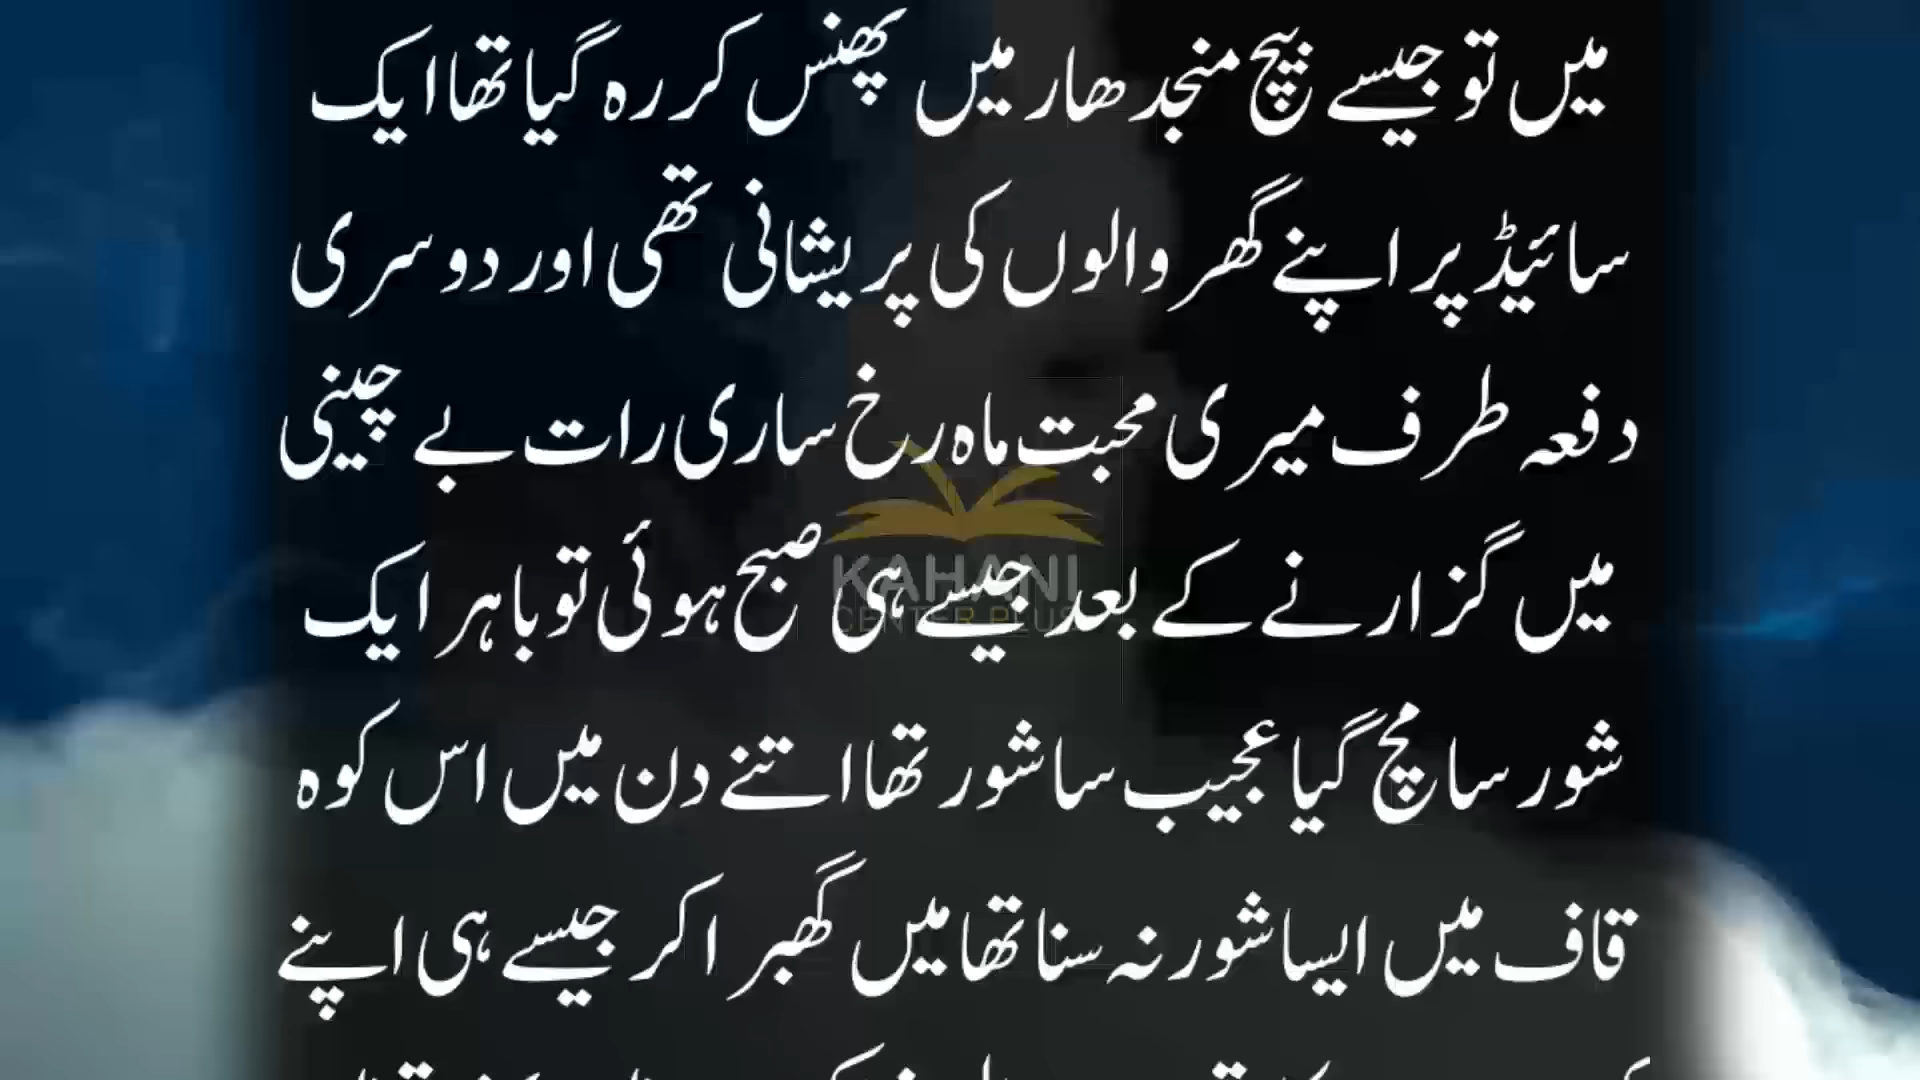 میں تو جیسے بیچ منجدھار میں پھنس کر رہ گیا تھا ایک
سائیڈ پر اپنے گھر والوں کی پریشانی تھی اور دوسری
دفعہ طرف میری محبت ماہ رخ ساری رات بے چینی
میں گزارنے کے بعد جیسے ہی صبح ہوئی تو باہر ایک
شور سا مچ گیا عجیب سا شور تھا اتنے دن میں اس کوہ
قاف میں ایسا شور نہ سنا تھا میں گھبرا کر جیسے ہی اپنے
KAHANI
CENTER PLUS